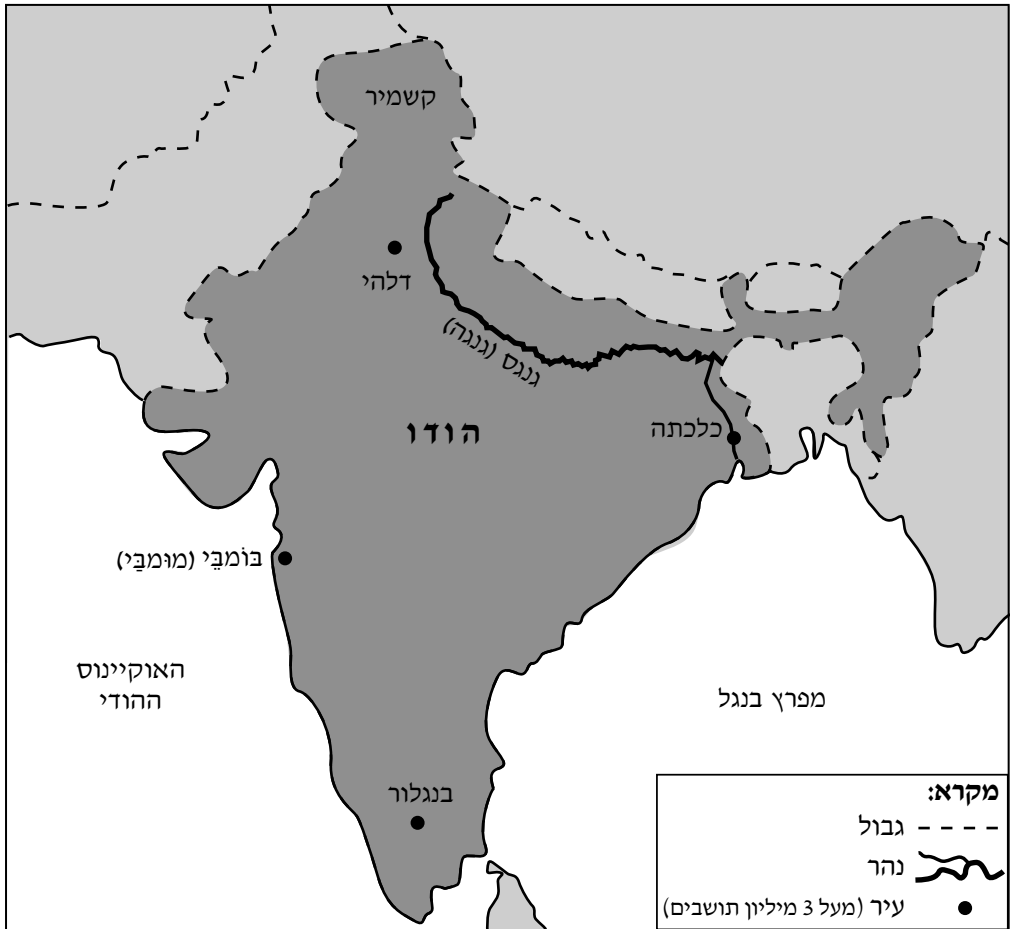 קשמיר
דלהי
גנגס (גנגה)
הודו
כלכתה
בּוֹמבֵּי (מוּמבַּי)
האוקיינוס
ההודי
מפרץ בנגל
בנגלור
מקרא:
גבול
נהר
עיר (מעל 3 מיליון תושבים)